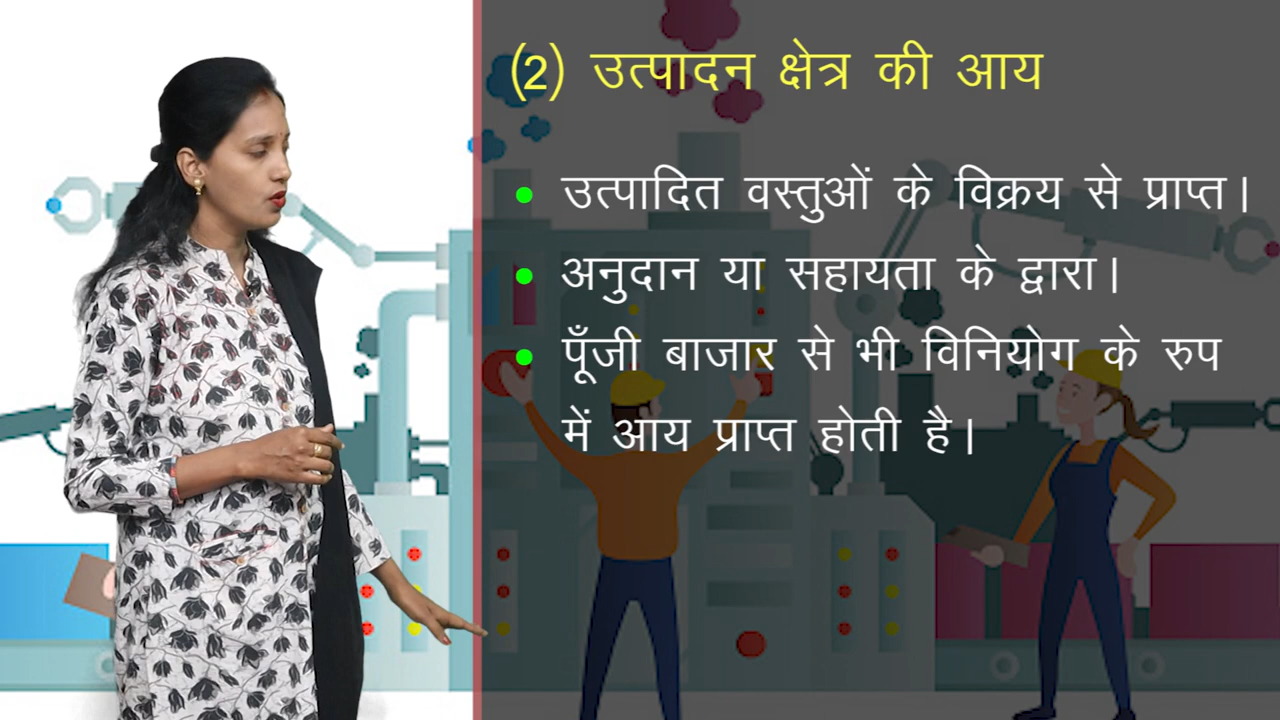 (2) उत्पादन क्षेत्र की आय
• उत्पादित वस्तुओं के विक्रय से प्राप्त।
• अनुदान या सहायता के द्वारा।
• पूँजी बाजार से भी विनियोग के रुप
में आय प्राप्त होती है।